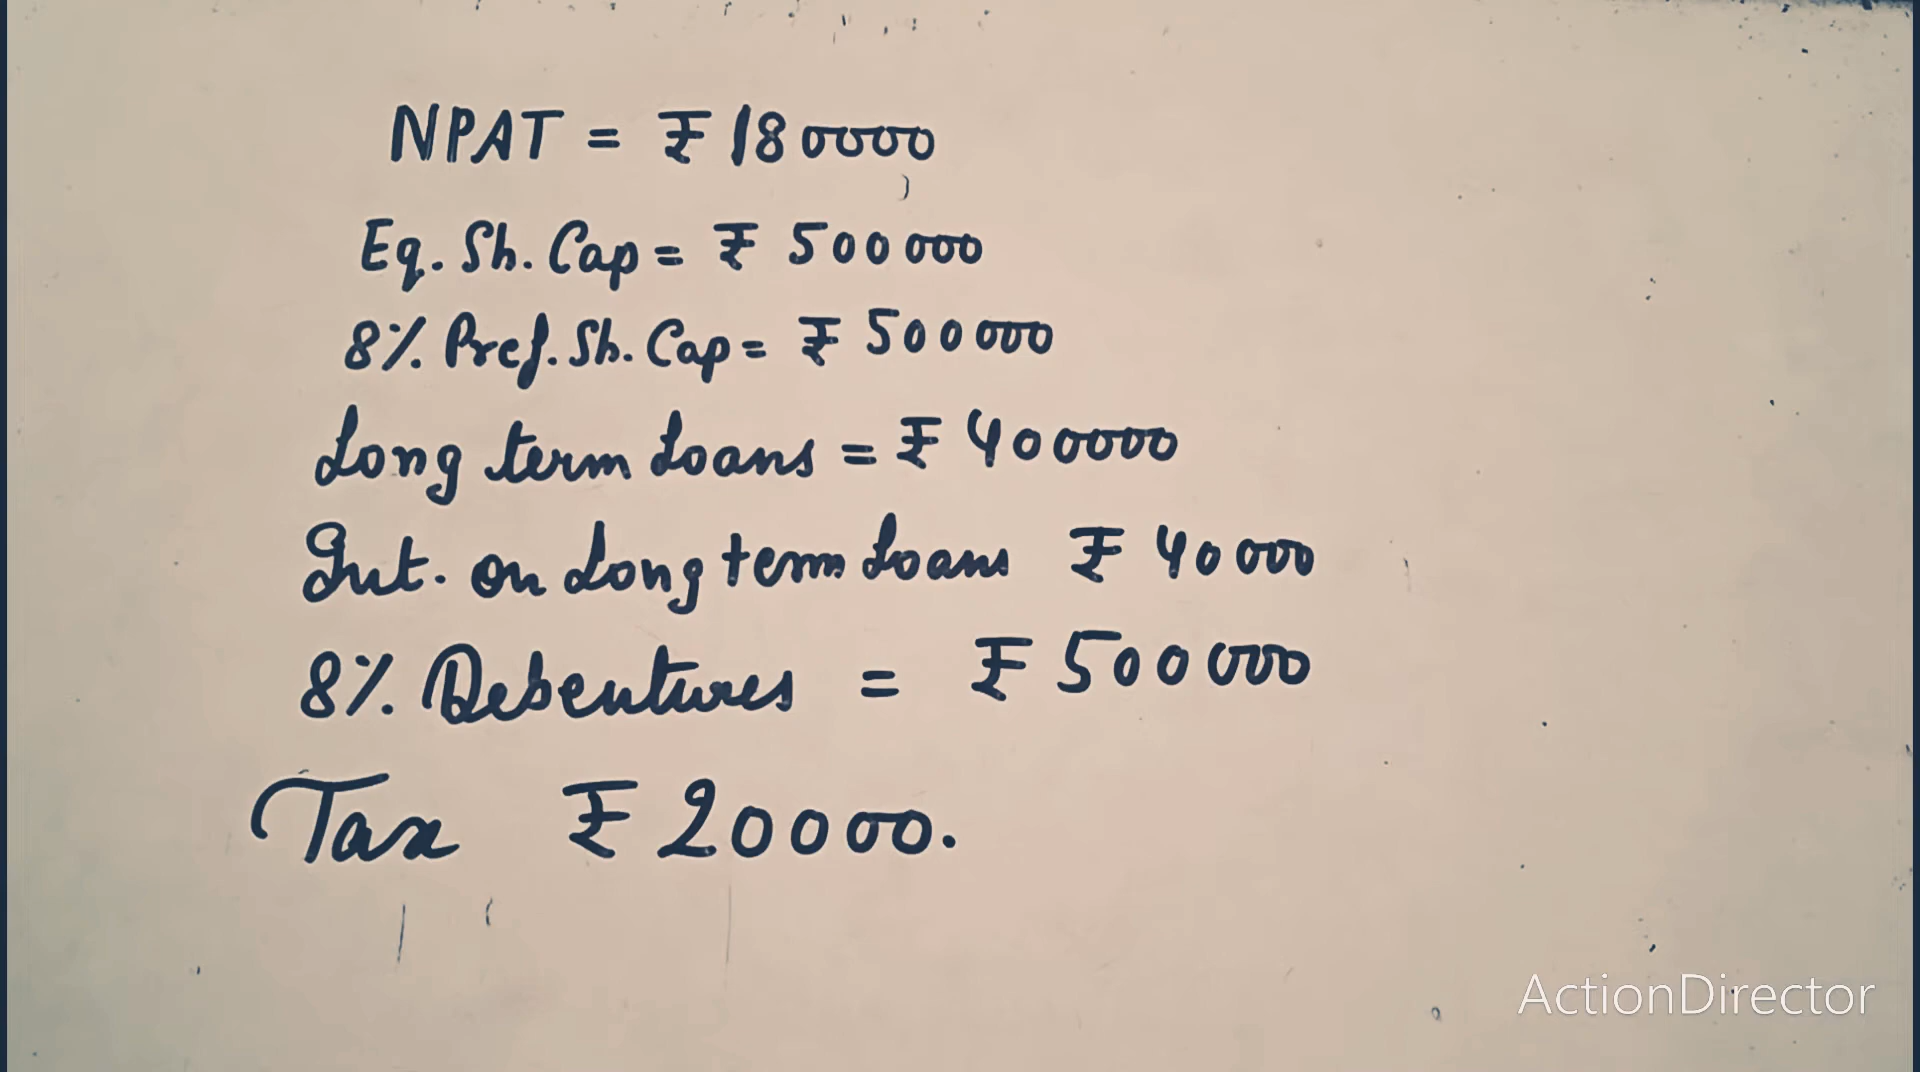 NPAT = ₹ 180000
Eq. Sh. Cap = ₹ 500000
8% Pref. Sh. Cap = ₹ 500000
Long term Loans = ₹ 400000
Int. on Long term Loans ₹ 40000
8% Debentures = ₹ 500000
Tax ₹ 20000.
ActionDirector